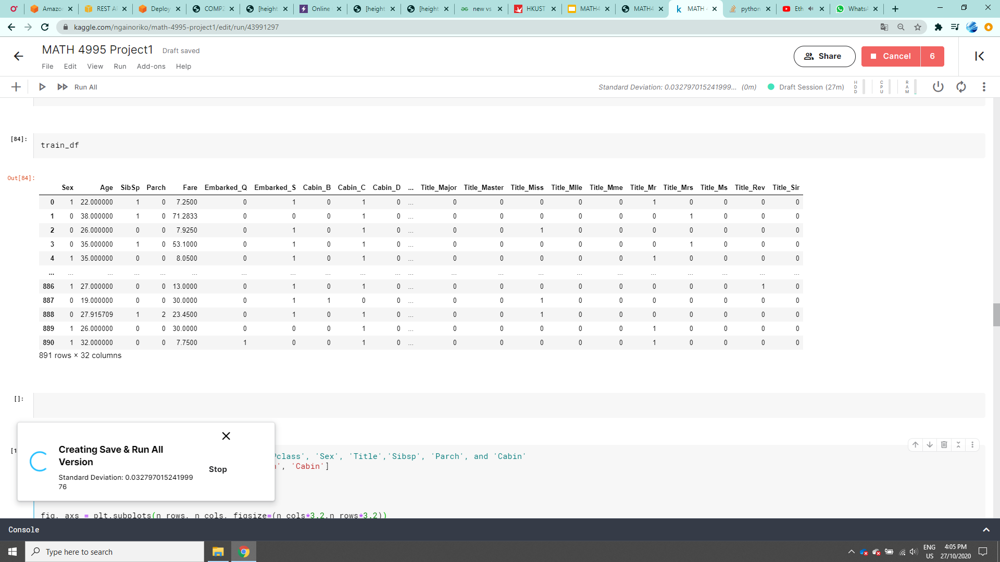 Amazo
REST A
Deploy
COMP2
[height
Online
[height
[height
new vs
HKUST
MATH4
MATH4
MATH
python
Eth
WhatsA
kaggle.com/ngainoriko/math-4995-project1/edit/run/43991297
MATH 4995 Project1 Draft saved
File Edit View Run Add-ons Help
Share
Cancel 6
Run All
Standard Deviation: 0.032797015241999... (0m)
Draft Session (27m)
HDD CPU RAM
[84]:
train_df
Out[84]:
Sex Age SibSp Parch Fare Embarked_Q Embarked_S Cabin_B Cabin_C Cabin_D ... Title_Major Title_Master Title_Miss Title_Mlle Title_Mme Title_Mr Title_Mrs Title_Ms Title_Rev Title_Sir
0 1 22.000000 1 0 7.2500 0 1 0 1 0 ... 0 0 0 0 0 1 0 0 0 0
1 0 38.000000 1 0 71.2833 0 0 0 1 0 ... 0 0 0 0 0 0 1 0 0 0
2 0 26.000000 0 0 7.9250 0 1 0 1 0 ... 0 0 1 0 0 0 0 0 0 0
3 0 35.000000 1 0 53.1000 0 1 0 1 0 ... 0 0 0 0 0 0 1 0 0 0
4 1 35.000000 0 0 8.0500 0 1 0 1 0 ... 0 0 0 0 0 1 0 0 0 0
... ... ... ... ... ... ... ... ... ... ... ... ... ... ... ... ... ... ... ... ...
886 1 27.000000 0 0 13.0000 0 1 0 1 0 ... 0 0 0 0 0 0 0 0 1 0
887 0 19.000000 0 0 30.0000 0 1 1 0 0 ... 0 0 1 0 0 0 0 0 0 0
888 0 27.915709 1 2 23.4500 0 1 0 1 0 ... 0 0 1 0 0 0 0 0 0 0
889 1 26.000000 0 0 30.0000 0 0 0 1 0 ... 0 0 0 0 0 1 0 0 0 0
890 1 32.000000 0 0 7.7500 1 0 0 1 0 ... 0 0 0 0 0 1 0 0 0 0
891 rows × 32 columns
[]:
[1
Pclass', 'Sex', 'Title','Sibsp', 'Parch', and 'Cabin'
', 'Cabin']
Creating Save & Run All
Version
Stop
Standard Deviation: 0.032797015241999
76
fig, axs = plt.subplots(n_rows, n_cols, figsize=(n_cols*3.2,n_rows*3.2))
Console
Type here to search
ENG
US
4:05 PM
27/10/2020